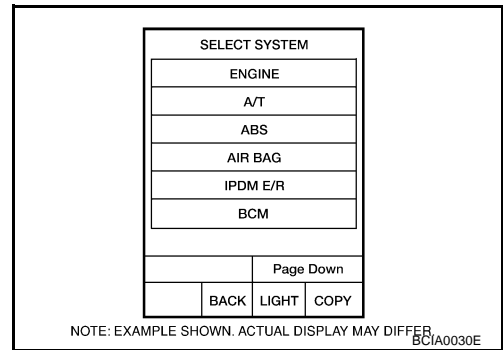 SELECT SYSTEM
ENGINE
A/T
ABS
AIR BAG
IPDM E/R
BCM
Page Down
BACK LIGHT COPY
NOTE: EXAMPLE SHOWN. ACTUAL DISPLAY MAY DIFFER.
BCIA0030E